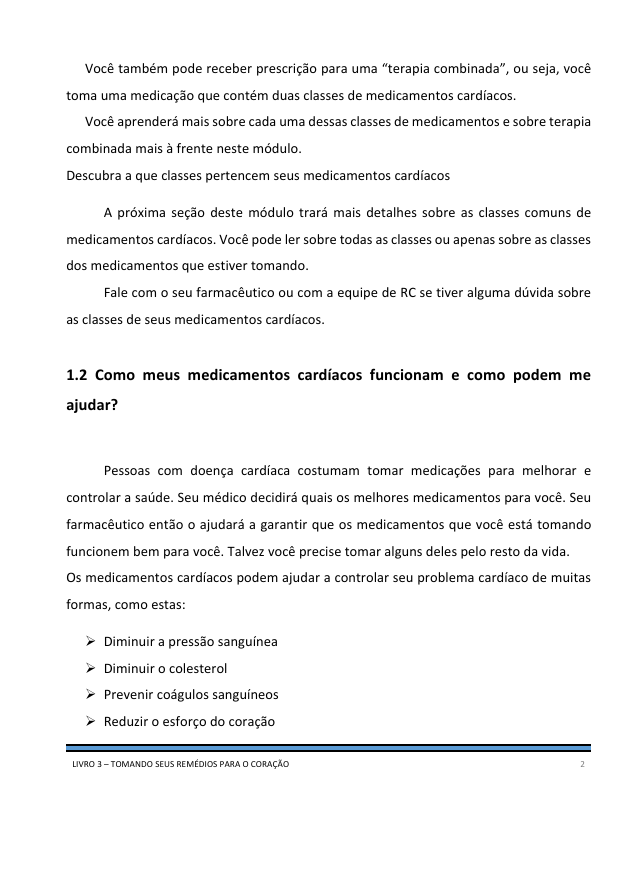 Você também pode receber prescrição para uma “terapia combinada”, ou seja, você
toma uma medicação que contém duas classes de medicamentos cardíacos.
Você aprenderá mais sobre cada uma dessas classes de medicamentos e sobre terapia
combinada mais à frente neste módulo.
Descubra a que classes pertencem seus medicamentos cardíacos
A próxima seção deste módulo trará mais detalhes sobre as classes comuns de
medicamentos cardíacos. Você pode ler sobre todas as classes ou apenas sobre as classes
dos medicamentos que estiver tomando.
Fale com o seu farmacêutico ou com a equipe de RC se tiver alguma dúvida sobre
as classes de seus medicamentos cardíacos.
1.2 Como meus medicamentos cardíacos funcionam e como podem me
ajudar?
Pessoas com doença cardíaca costumam tomar medicações para melhorar e
controlar a saúde. Seu médico decidirá quais os melhores medicamentos para você. Seu
farmacêutico então o ajudará a garantir que os medicamentos que você está tomando
funcionem bem para você. Talvez você precise tomar alguns deles pelo resto da vida.
Os medicamentos cardíacos podem ajudar a controlar seu problema cardíaco de muitas
formas, como estas:
➢ Diminuir a pressão sanguínea
➢ Diminuir o colesterol
➢ Prevenir coágulos sanguíneos
➢ Reduzir o esforço do coração
LIVRO 3 – TOMANDO SEUS REMÉDIOS PARA O CORAÇÃO 2